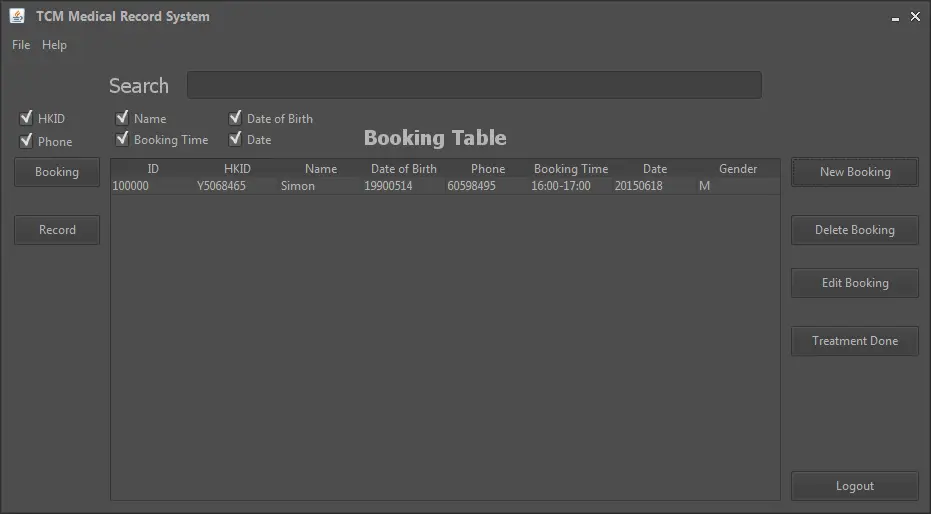 TCM Medical Record System
File Help
Search
HKID Name Date of Birth
Phone Booking Time Date
Booking Table
Booking
Record
ID HKID Name Date of Birth Phone Booking Time Date Gender
100000 Y5068465 Simon 19900514 60598495 16:00-17:00 20150618 M
New Booking
Delete Booking
Edit Booking
Treatment Done
Logout